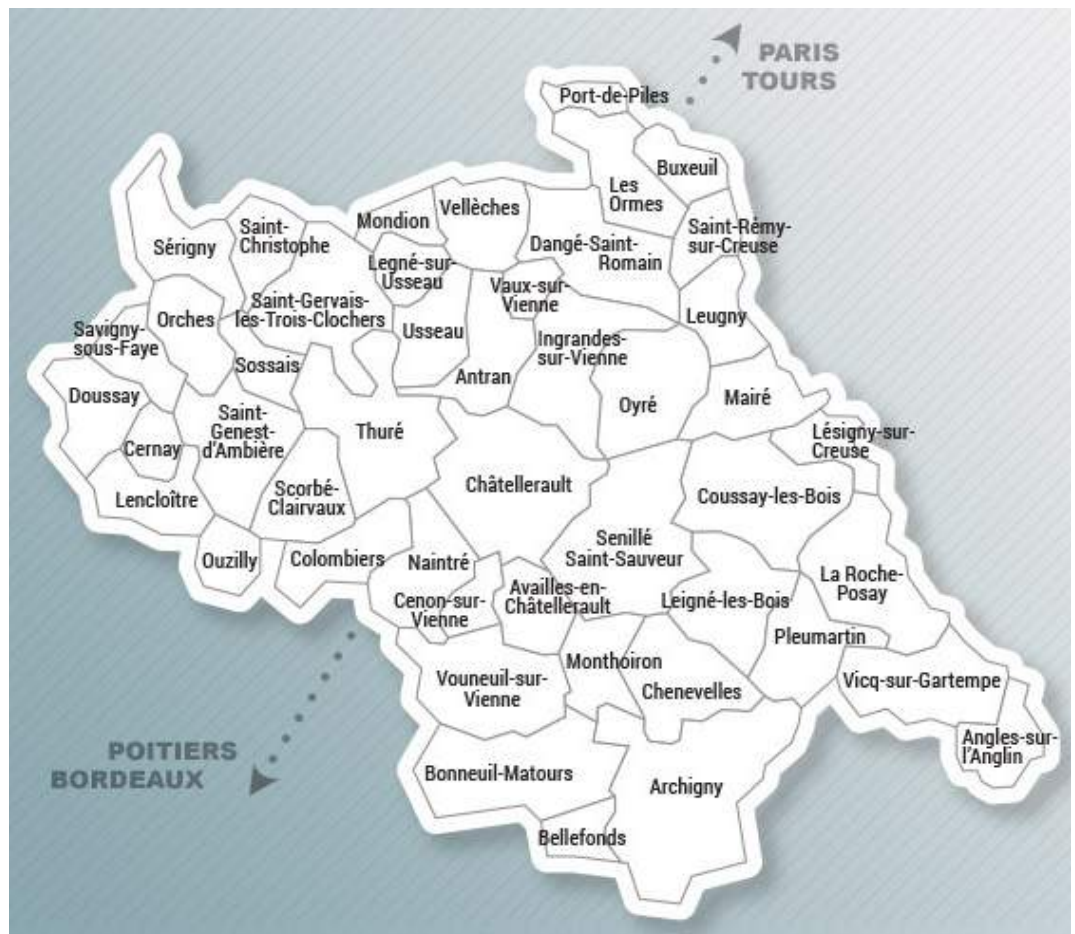 PARIS
TOURS
Port-de-Piles
Buxeuil
Les
Ormes
Vellèches
Mondion
Saint-
Christophe
Sérigny
Saint-Rémy-
sur-Creuse
Dangé-Saint-
Romain
Legné-sur-
Usseau
Vaux-sur-
Vienne
Saint-Gervais-
les-Trois-Clochers
Orches
Leugny
Savigny-
sous-Faye
Usseau
Ingrandes-
sur-Vienne
Sossais
Antran
Doussay
Mairé
Oyré
Saint-
Genest-
d'Ambière
Thuré
Cernay
Lésigny-sur-
Creuse
Châtellerault
Scorbé-
Clairvaux
Lencloître
Coussay-les-Bois
Senillé
Saint-Sauveur
Ouzilly
Colombiers
Naintré
La Roche-
Posay
Availles-en-
Châtellerault
Cenon-sur-
Vienne
Leigné-les-Bois
Pleumartin
Monthoiron
Vouneuil-sur-
Vienne
Chenevelles
Vicq-sur-Gartempe
Angles-sur-
l'Anglin
POITIERS
BORDEAUX
Bonneuil-Matours
Archigny
Bellefonds